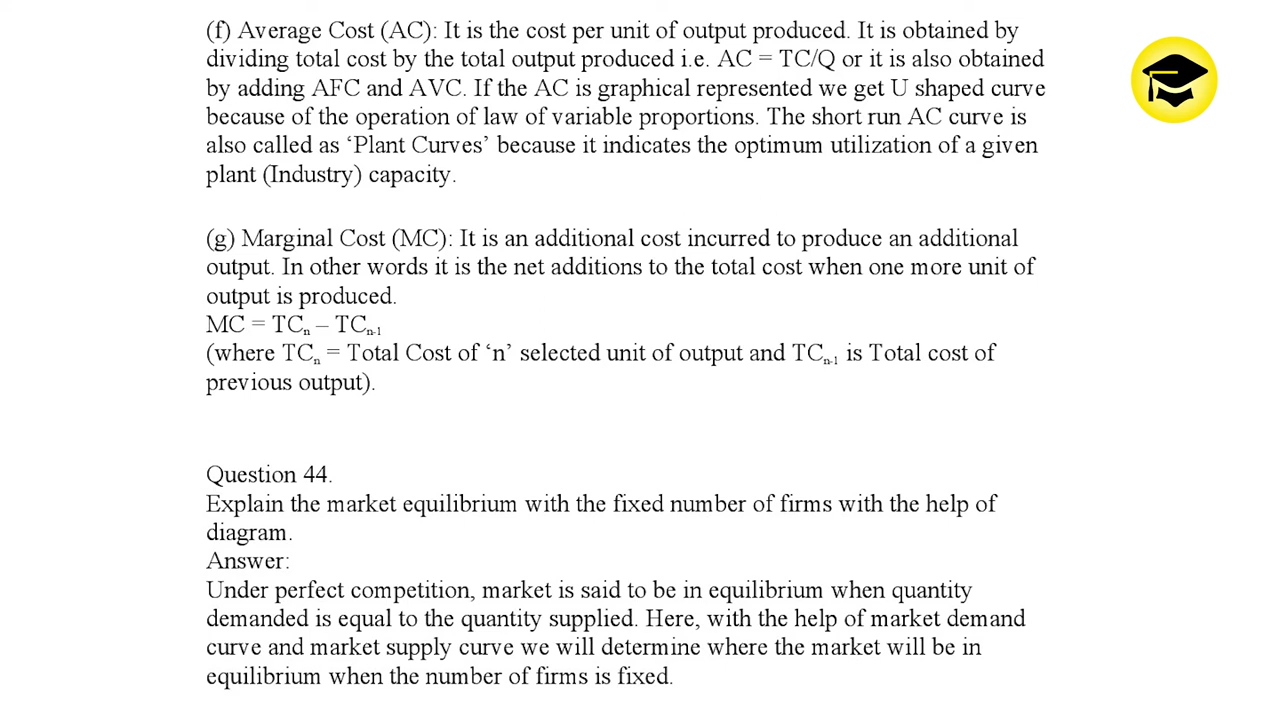 (f) Average Cost (AC): It is the cost per unit of output produced. It is obtained by
dividing total cost by the total output produced i.e. AC = TC/Q or it is also obtained
by adding AFC and AVC. If the AC is graphical represented we get U shaped curve
because of the operation of law of variable proportions. The short run AC curve is
also called as ‘Plant Curves’ because it indicates the optimum utilization of a given
plant (Industry) capacity.
(g) Marginal Cost (MC): It is an additional cost incurred to produce an additional
output. In other words it is the net additions to the total cost when one more unit of
output is produced.
MC = TCₙ – TCₙ₋₁
(where TCₙ = Total Cost of ‘n’ selected unit of output and TCₙ₋₁ is Total cost of
previous output).
Question 44.
Explain the market equilibrium with the fixed number of firms with the help of
diagram.
Answer:
Under perfect competition, market is said to be in equilibrium when quantity
demanded is equal to the quantity supplied. Here, with the help of market demand
curve and market supply curve we will determine where the market will be in
equilibrium when the number of firms is fixed.